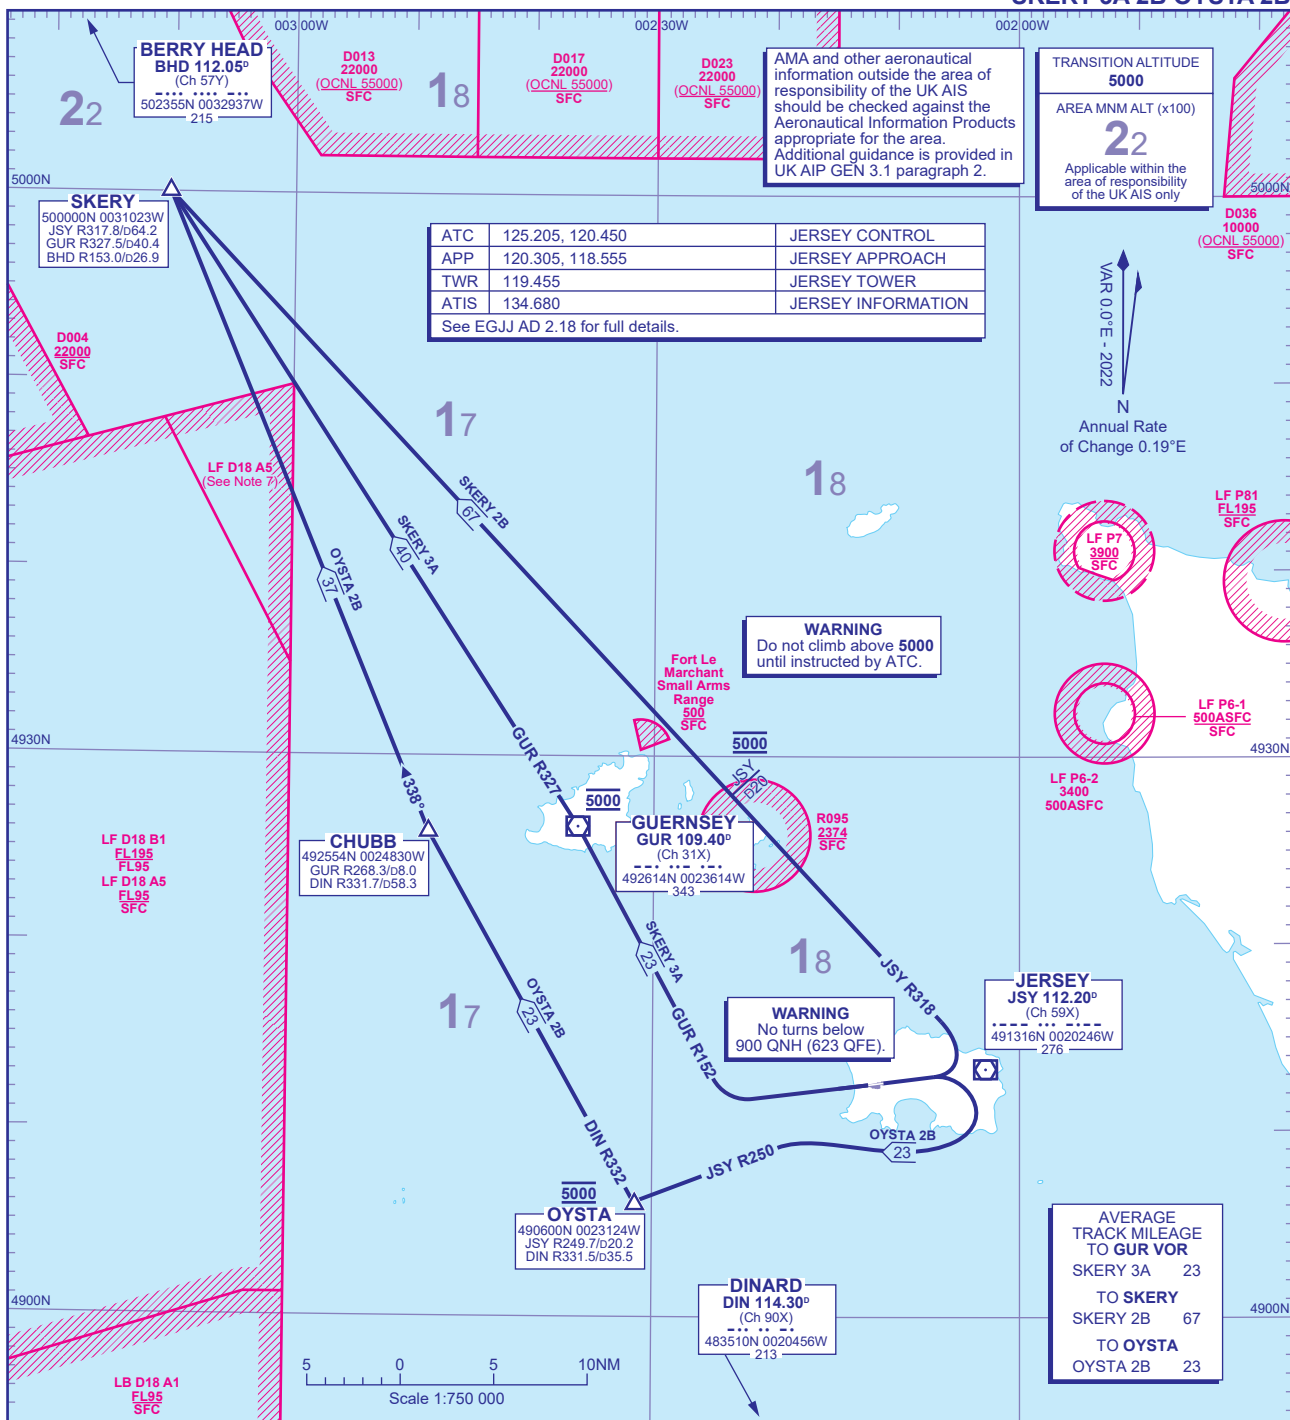 SKERY 3A 2B OYSTA 2B
003 00W
002 30W
002 00W
BERRY HEAD
BHD 112.05ᴰ
(Ch 57Y)
502355N 0032937W
215
22
D013
22000
(OCNL 55000)
SFC
18
D017
22000
(OCNL 55000)
SFC
D023
22000
(OCNL 55000)
SFC
AMA and other aeronautical
information outside the area of
responsibility of the UK AIS
should be checked against the
Aeronautical Information Products
appropriate for the area.
Additional guidance is provided in
UK AIP GEN 3.1 paragraph 2.
TRANSITION ALTITUDE
5000
AREA MNM ALT (x100)
22
Applicable within the
area of responsibility
of the UK AIS only
5000N
5000N
SKERY
500000N 0031023W
JSY R317.8/D64.2
GUR R327.5/D40.4
BHD R153.0/D26.9
D036
10000
(OCNL 55000)
SFC
ATC 125.205, 120.450 JERSEY CONTROL
APP 120.305, 118.555 JERSEY APPROACH
TWR 119.455 JERSEY TOWER
ATIS 134.680 JERSEY INFORMATION
See EGJJ AD 2.18 for full details.
VAR 0.0°E - 2022
N
Annual Rate
of Change 0.19°E
D004
22000
SFC
17
LF D18 A5
(See Note 7)
18
SKERY 2B
67
SKERY 3A
40
OYSTA 2B
37
LF P81
FL195
SFC
LF P7
3900
SFC
WARNING
Do not climb above 5000
until instructed by ATC.
Fort Le
Marchant
Small Arms
Range
500
SFC
LF P6-1
500ASFC
SFC
4930N
4930N
5000
JSY
D20
GUR R327
338°
LF P6-2
3400
500ASFC
5000
R095
2374
SFC
GUERNSEY
GUR 109.40ᴰ
(Ch 31X)
492614N 0023614W
343
CHUBB
492554N 0024830W
GUR R268.3/D8.0
DIN R331.7/D58.3
LF D18 B1
FL195
FL95
LF D18 A5
FL95
SFC
SKERY 3A
23
18
JSY R318
17
OYSTA 2B
23
JERSEY
JSY 112.20ᴰ
(Ch 59X)
491316N 0020246W
276
WARNING
No turns below
900 QNH (623 QFE).
GUR R152
OYSTA 2B
23
DIN R332
JSY R250
5000
OYSTA
490600N 0023124W
JSY R249.7/D20.2
DIN R331.5/D35.5
AVERAGE
TRACK MILEAGE
TO GUR VOR
SKERY 3A 23
TO SKERY
SKERY 2B 67
TO OYSTA
OYSTA 2B 23
DINARD
DIN 114.30ᴰ
(Ch 90X)
483510N 0020456W
213
4900N
4900N
5 0 5 10NM
Scale 1:750 000
LB D18 A1
FL95
SFC